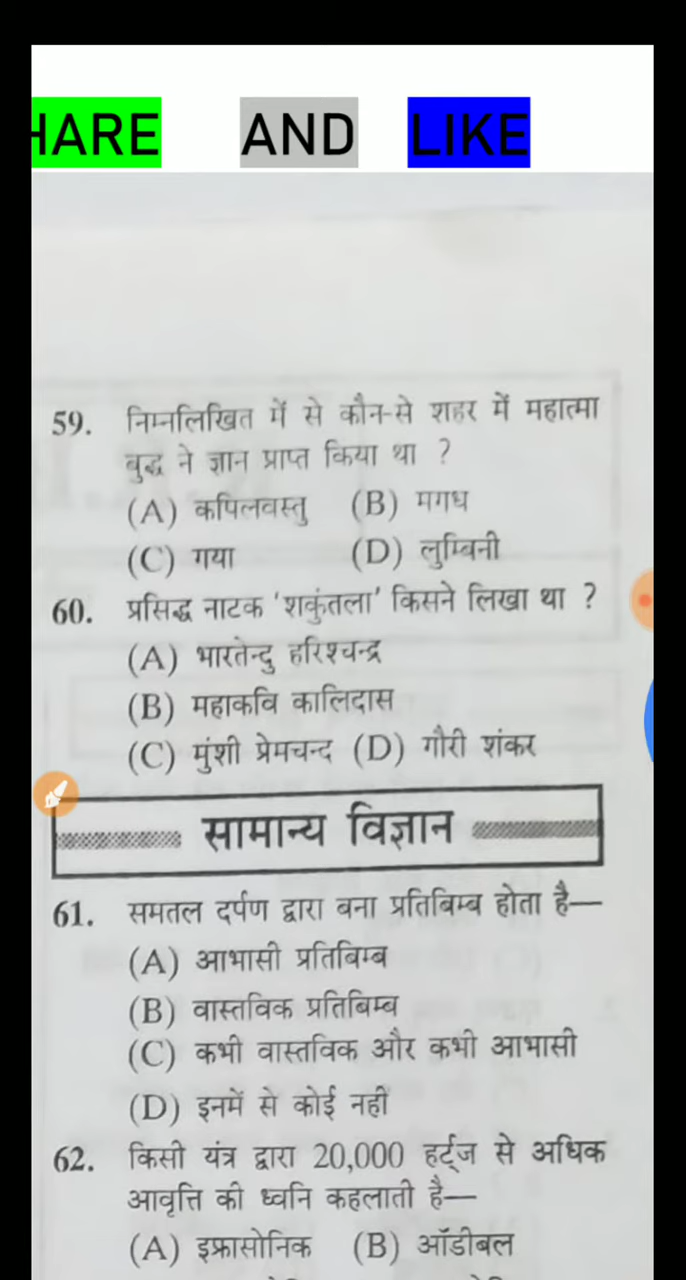 HARE AND LIKE
59. निम्नलिखित में से कौन-से शहर में महात्मा
बुद्ध ने ज्ञान प्राप्त किया था ?
(A) कपिलवस्तु (B) मगध
(C) गया (D) लुम्बिनी
60. प्रसिद्ध नाटक 'शकुंतला' किसने लिखा था ?
(A) भारतेन्दु हरिश्चन्द्र
(B) महाकवि कालिदास
(C) मुंशी प्रेमचन्द (D) गौरी शंकर
सामान्य विज्ञान
61. समतल दर्पण द्वारा बना प्रतिबिम्ब होता है—
(A) आभासी प्रतिबिम्ब
(B) वास्तविक प्रतिबिम्ब
(C) कभी वास्तविक और कभी आभासी
(D) इनमें से कोई नहीं
62. किसी यंत्र द्वारा 20,000 हर्ट्ज से अधिक
आवृत्ति की ध्वनि कहलाती है—
(A) इफ्रासोनिक (B) ऑडीबल